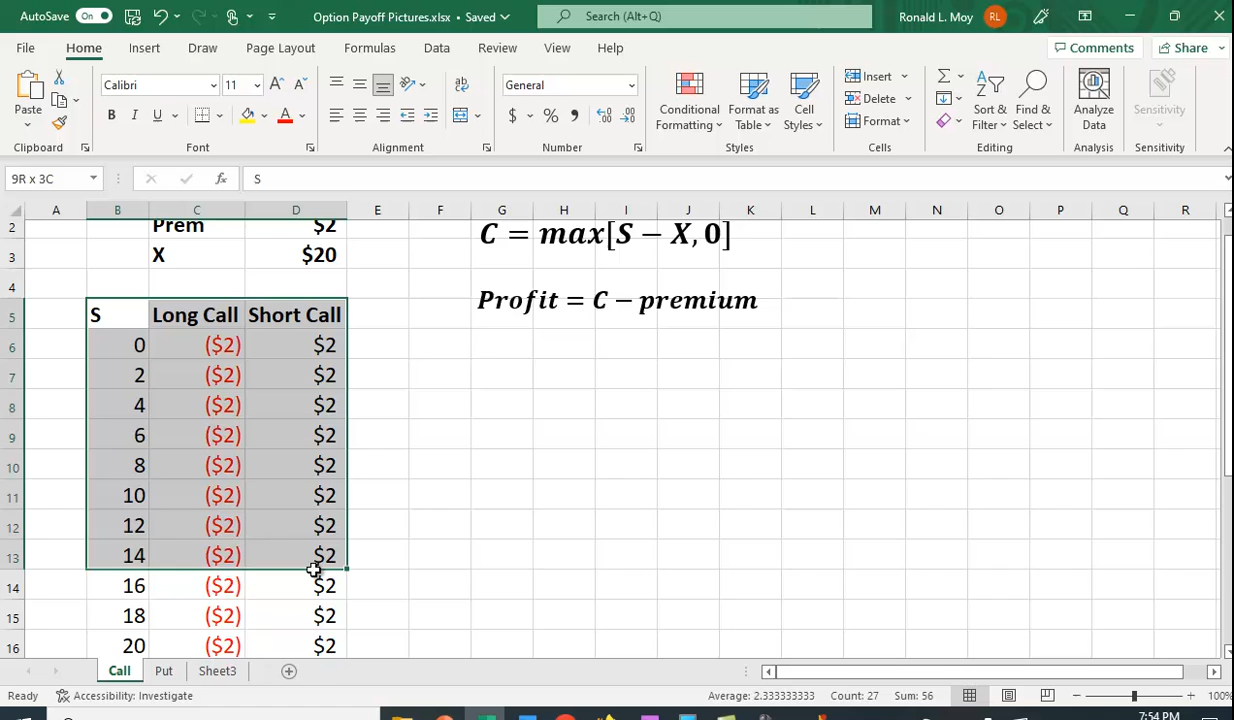 AutoSave On Option Payoff Pictures.xlsx • Saved Search (Alt+Q) Ronald L. Moy RL
File Home Insert Draw Page Layout Formulas Data Review View Help Comments Share
Calibri 11 General Insert
Paste B I U $ % Conditional Formatting Format as Table Cell Styles Delete Format Sort & Filter Find & Select Analyze Data Sensitivity
Clipboard Font Alignment Number Styles Cells Editing Analysis Sensitivity
9R x 3C fx S
A B C D E F G H I J K L M N O P Q R
2 Prem $2 C = max[S − X, 0]
3 X $20
4 Profit = C − premium
5 S Long Call Short Call
6 0 ($2) $2
7 2 ($2) $2
8 4 ($2) $2
9 6 ($2) $2
10 8 ($2) $2
11 10 ($2) $2
12 12 ($2) $2
13 14 ($2) $2
14 16 ($2) $2
15 18 ($2) $2
16 20 ($2) $2
Call Put Sheet3
Ready Accessibility: Investigate Average: 2.333333333 Count: 27 Sum: 56 100%
7:54 PM